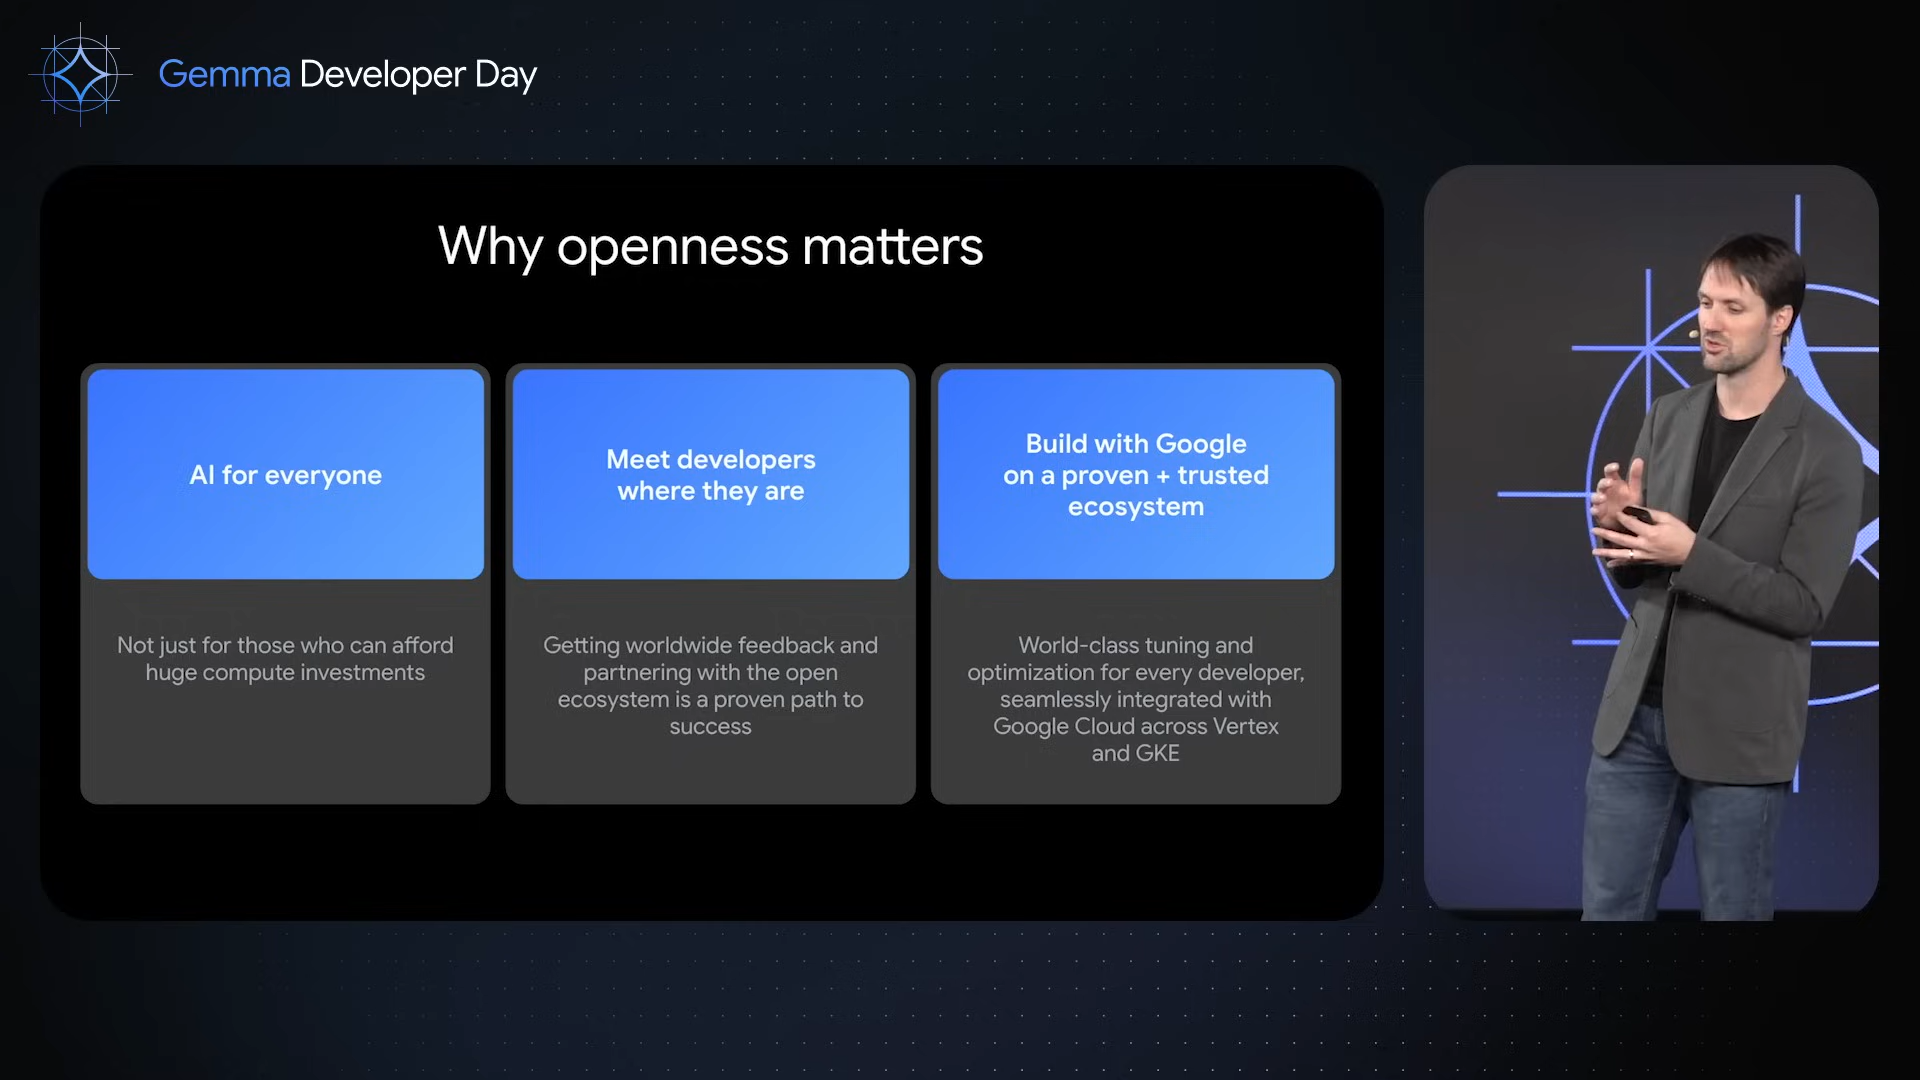 Gemma Developer Day
Why openness matters
AI for everyone
Not just for those who can afford
huge compute investments
Meet developers
where they are
Getting worldwide feedback and
partnering with the open
ecosystem is a proven path to
success
Build with Google
on a proven + trusted
ecosystem
World-class tuning and
optimization for every developer,
seamlessly integrated with
Google Cloud across Vertex
and GKE